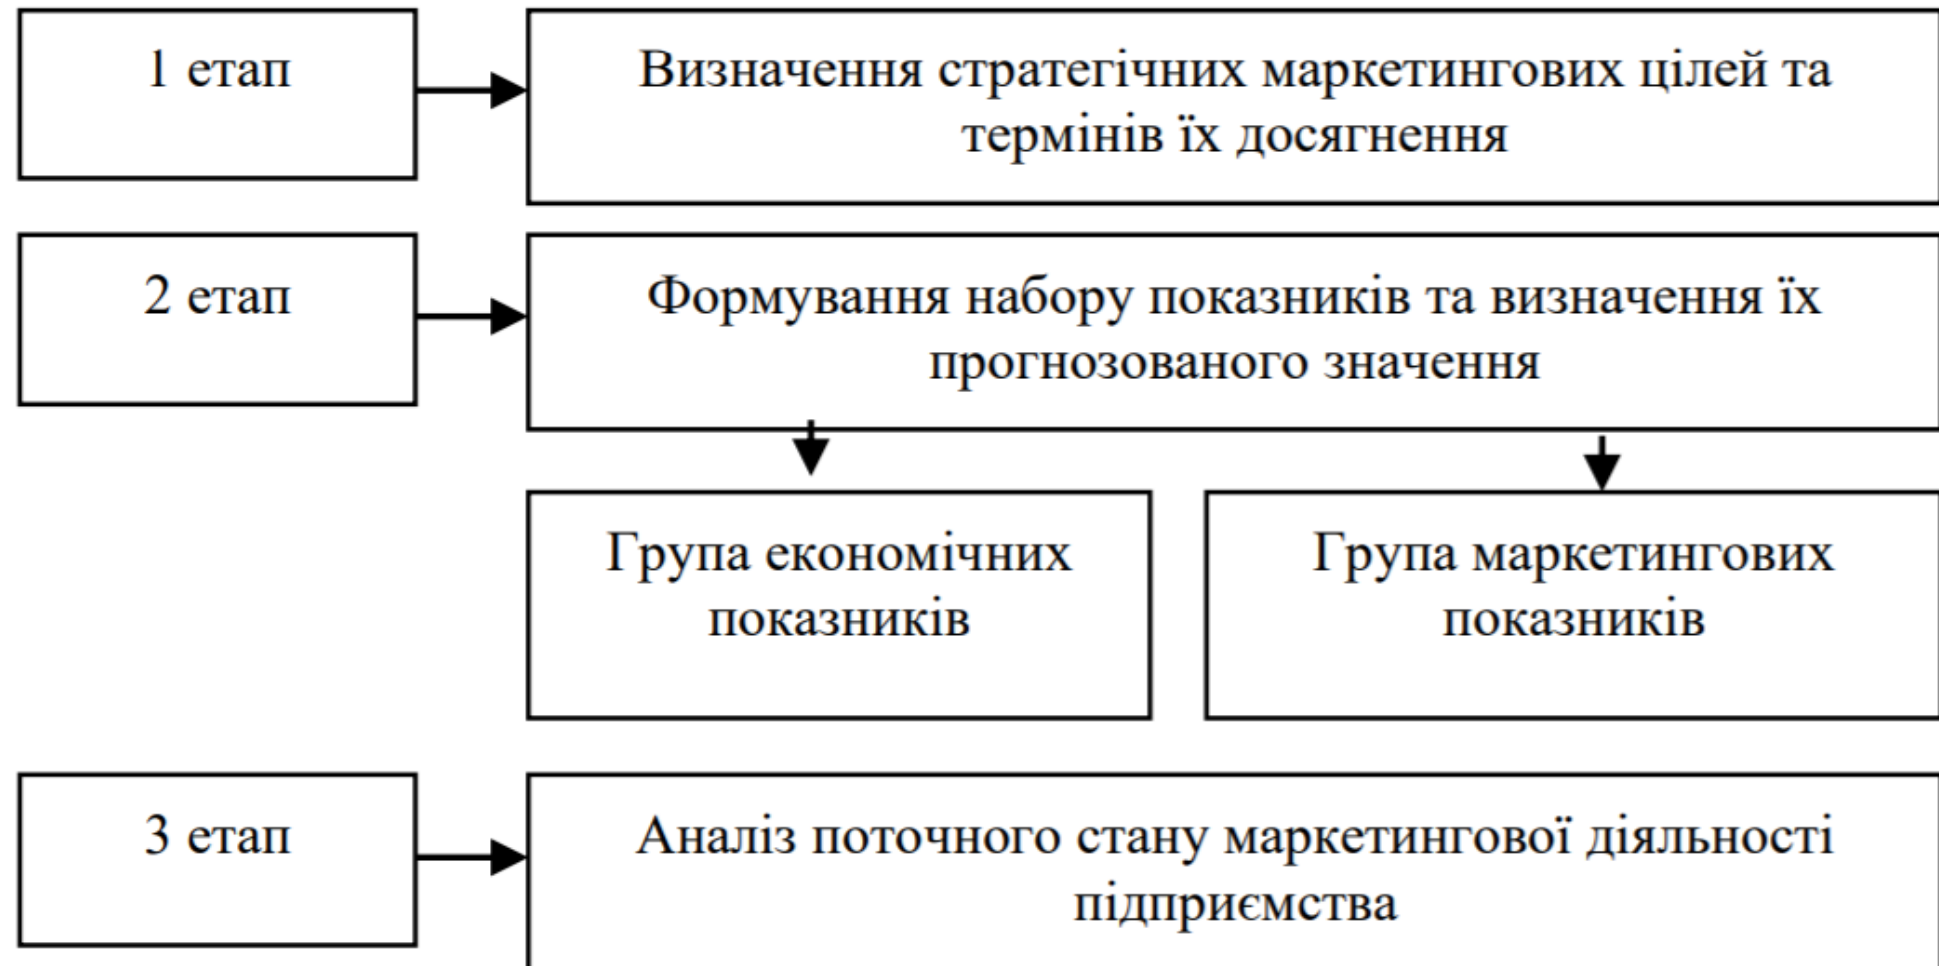 1 етап
Визначення стратегічних маркетингових цілей та
термінів їх досягнення
2 етап
Формування набору показників та визначення їх
прогнозованого значення
Група економічних
показників
Група маркетингових
показників
3 етап
Аналіз поточного стану маркетингової діяльності
підприємства